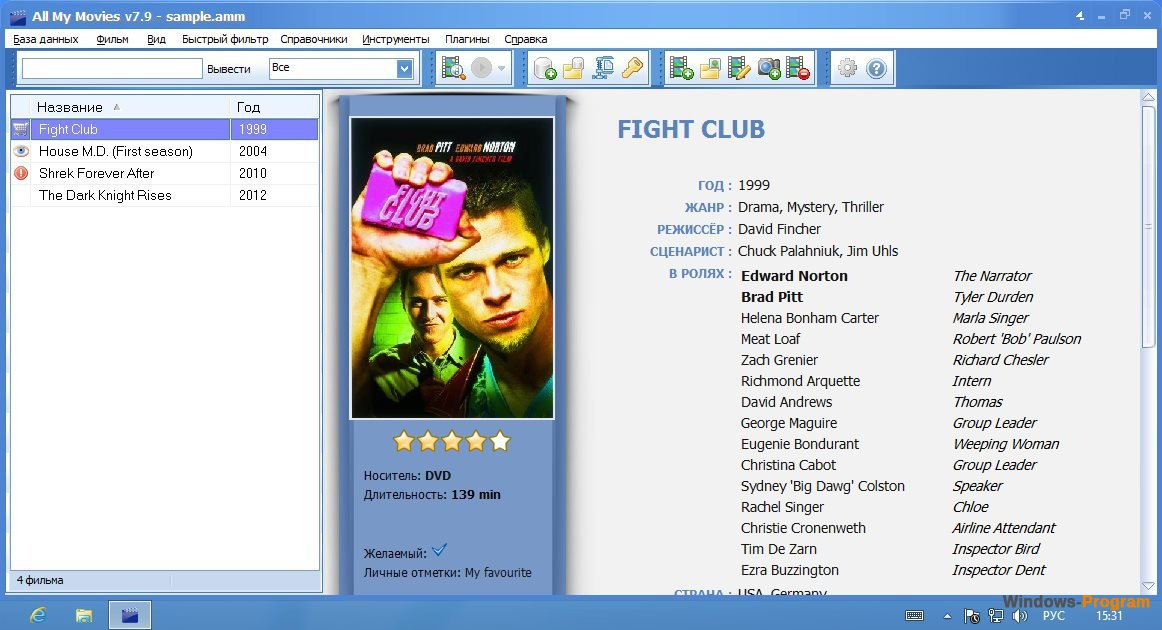 All My Movies v7.9 - sample.amm
База данных Фильм Вид Быстрый фильтр Справочники Инструменты Плагины Справка
Вывести Все
Название Год
Fight Club 1999
House M.D. (First season) 2004
Shrek Forever After 2010
The Dark Knight Rises 2012
4 фильма
BRAD PITT EDWARD NORTON
A DAVID FINCHER FILM
FIGHT CLUB
Носитель: DVD
Длительность: 139 min
Желаемый:
Личные отметки: My favourite
FIGHT CLUB
ГОД : 1999
ЖАНР : Drama, Mystery, Thriller
РЕЖИССЁР : David Fincher
СЦЕНАРИСТ : Chuck Palahniuk, Jim Uhls
В РОЛЯХ : Edward Norton The Narrator
Brad Pitt Tyler Durden
Helena Bonham Carter Marla Singer
Meat Loaf Robert 'Bob' Paulson
Zach Grenier Richard Chesler
Richmond Arquette Intern
David Andrews Thomas
George Maguire Group Leader
Eugenie Bondurant Weeping Woman
Christina Cabot Group Leader
Sydney 'Big Dawg' Colston Speaker
Rachel Singer Chloe
Christie Cronenweth Airline Attendant
Tim De Zarn Inspector Bird
Ezra Buzzington Inspector Dent
СТРАНА : USA, Germany
Windows-Program
РУС 15:31